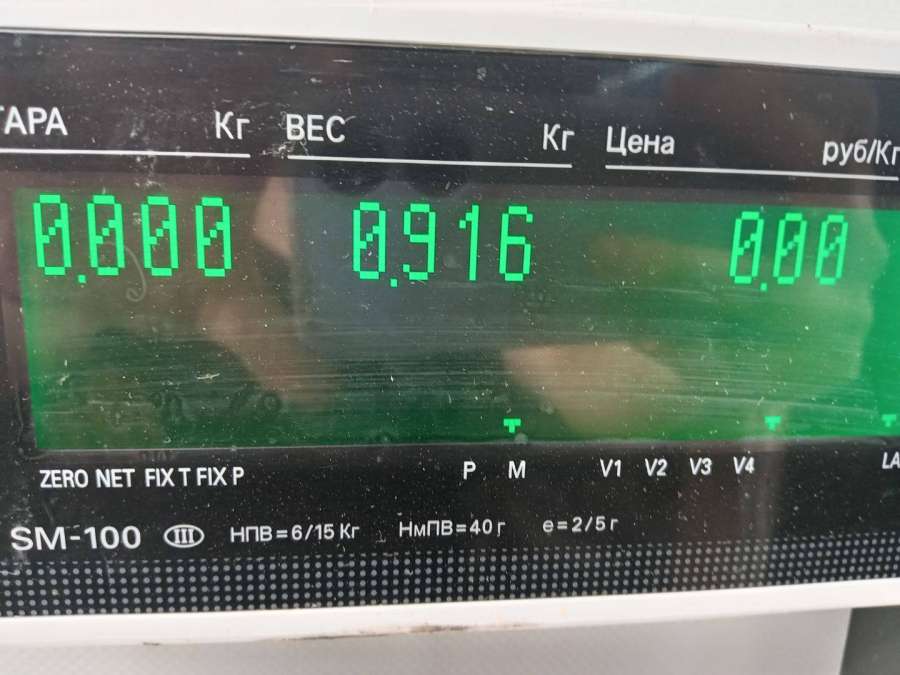 ТАРА Кг ВЕС Кг Цена руб/Кг
0.000 0.916 0.00
ZERO NET FIX T FIX P P M V1 V2 V3 V4
SM-100 III НПВ=6/15 Кг НмПВ=40 г e=2/5 г